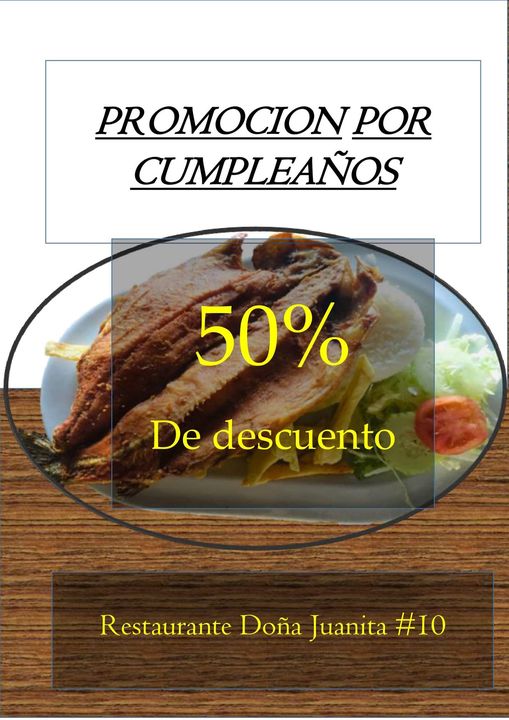 PROMOCION POR
CUMPLEAÑOS
50%
De descuento
Restaurante Doña Juanita #10